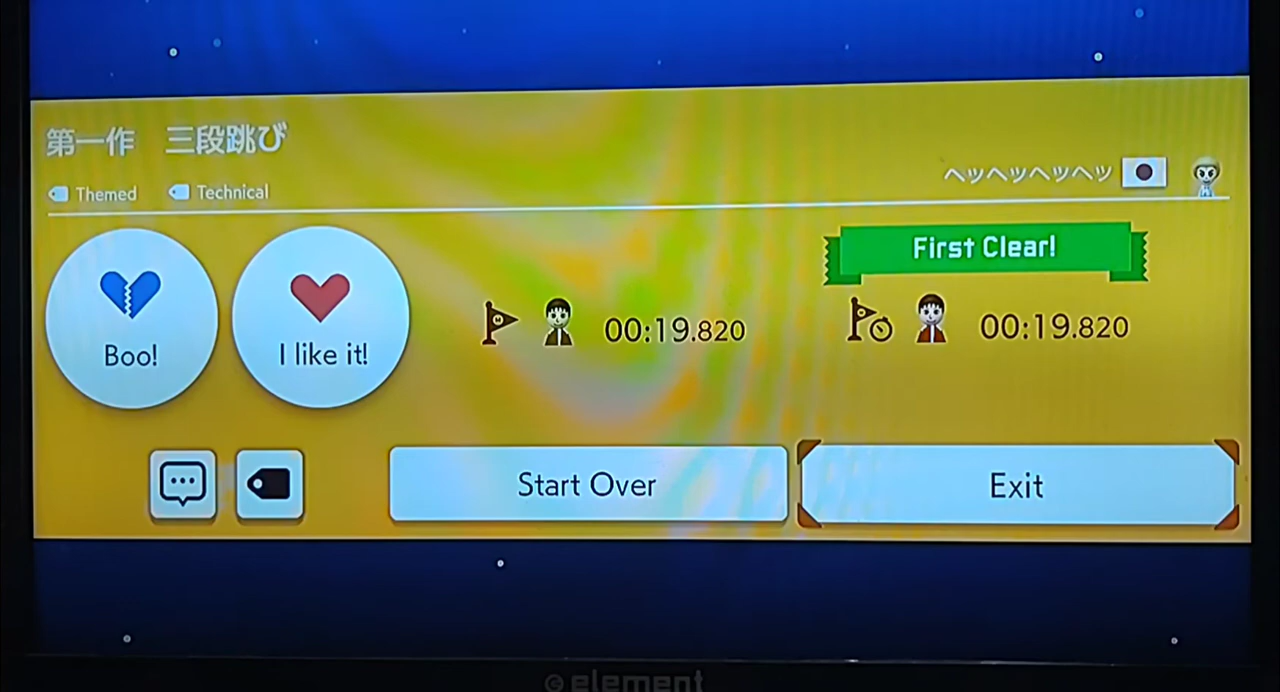 第一作　三段跳び
Themed Technical
ヘッヘッヘッヘッ
First Clear!
00:19.820 00:19.820
Boo! I like it!
Start Over Exit
element